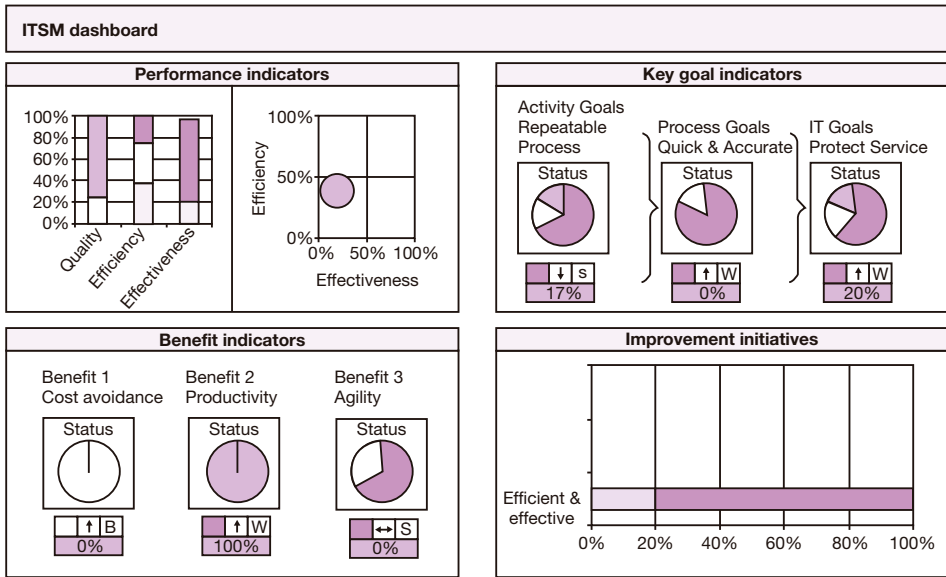 ITSM dashboard
Performance indicators
100%
80%
60%
40%
20%
0%
Quality
Efficiency
Effectiveness
Efficiency
100%
50%
0%
0% 50% 100%
Effectiveness
Key goal indicators
Activity Goals
Repeatable
Process
Status
↓ s
17%
Process Goals
Quick & Accurate
Status
↑ W
0%
IT Goals
Protect Service
Status
↑ W
20%
Benefit indicators
Benefit 1
Cost avoidance
Status
↑ B
0%
Benefit 2
Productivity
Status
↑ W
100%
Benefit 3
Agility
Status
↔ S
0%
Improvement initiatives
Efficient &
effective
0% 20% 40% 60% 80% 100%